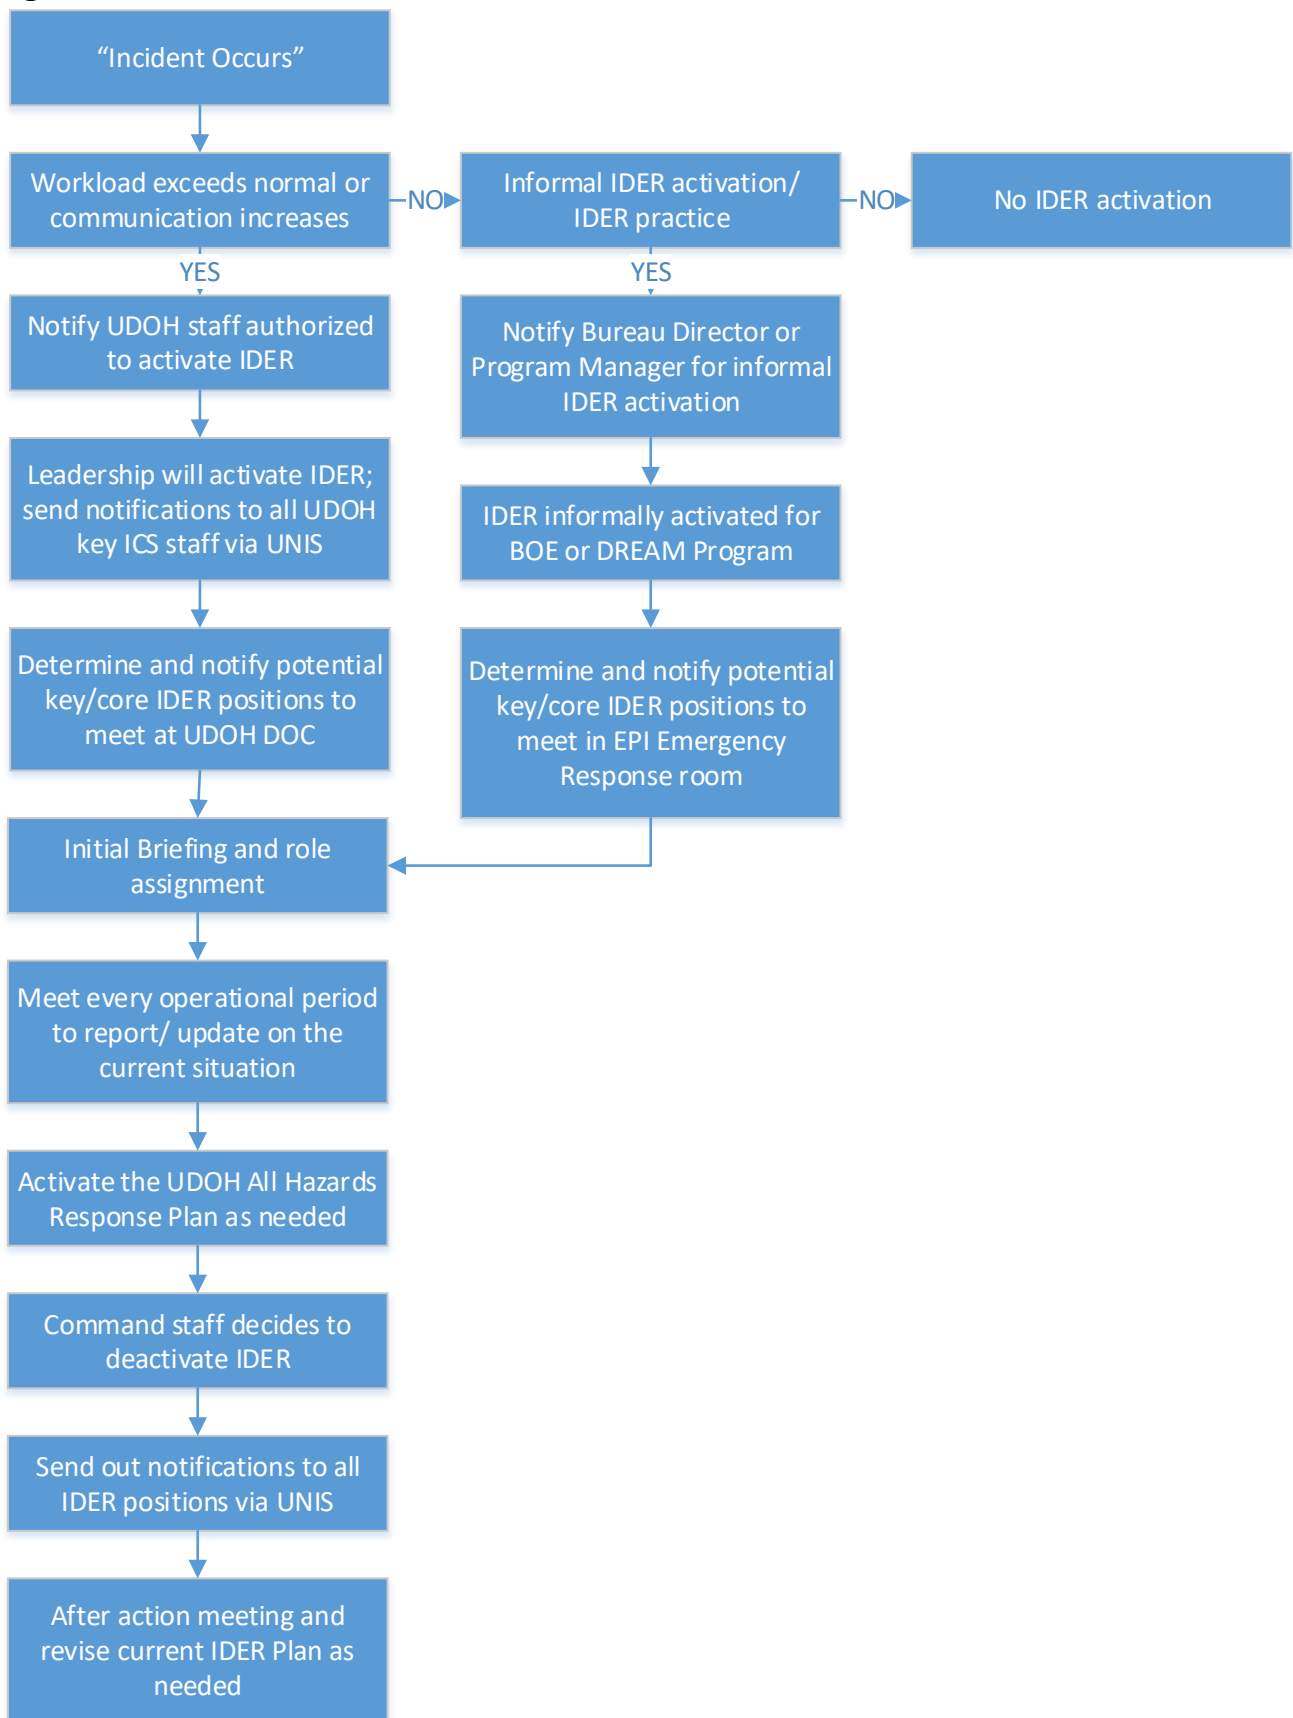 “Incident Occurs”
Workload exceeds normal or
communication increases
NO
Informal IDER activation/
IDER practice
NO
No IDER activation
YES
YES
Notify UDOH staff authorized
to activate IDER
Notify Bureau Director or
Program Manager for informal
IDER activation
Leadership will activate IDER;
send notifications to all UDOH
key ICS staff via UNIS
IDER informally activated for
BOE or DREAM Program
Determine and notify potential
key/core IDER positions to
meet at UDOH DOC
Determine and notify potential
key/core IDER positions to
meet in EPI Emergency
Response room
Initial Briefing and role
assignment
Meet every operational period
to report/ update on the
current situation
Activate the UDOH All Hazards
Response Plan as needed
Command staff decides to
deactivate IDER
Send out notifications to all
IDER positions via UNIS
After action meeting and
revise current IDER Plan as
needed